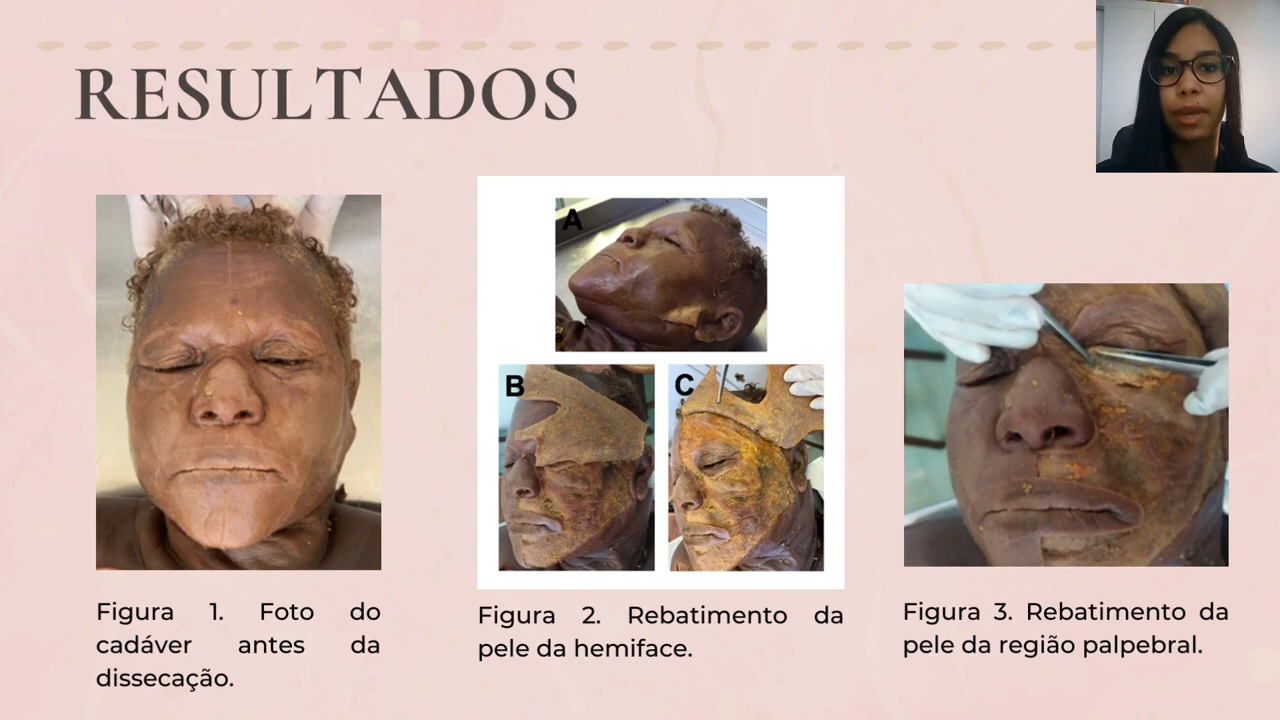 RESULTADOS
A
B
C
Figura 1. Foto do
cadáver antes da
dissecação.
Figura 2. Rebatimento da
pele da hemiface.
Figura 3. Rebatimento da
pele da região palpebral.